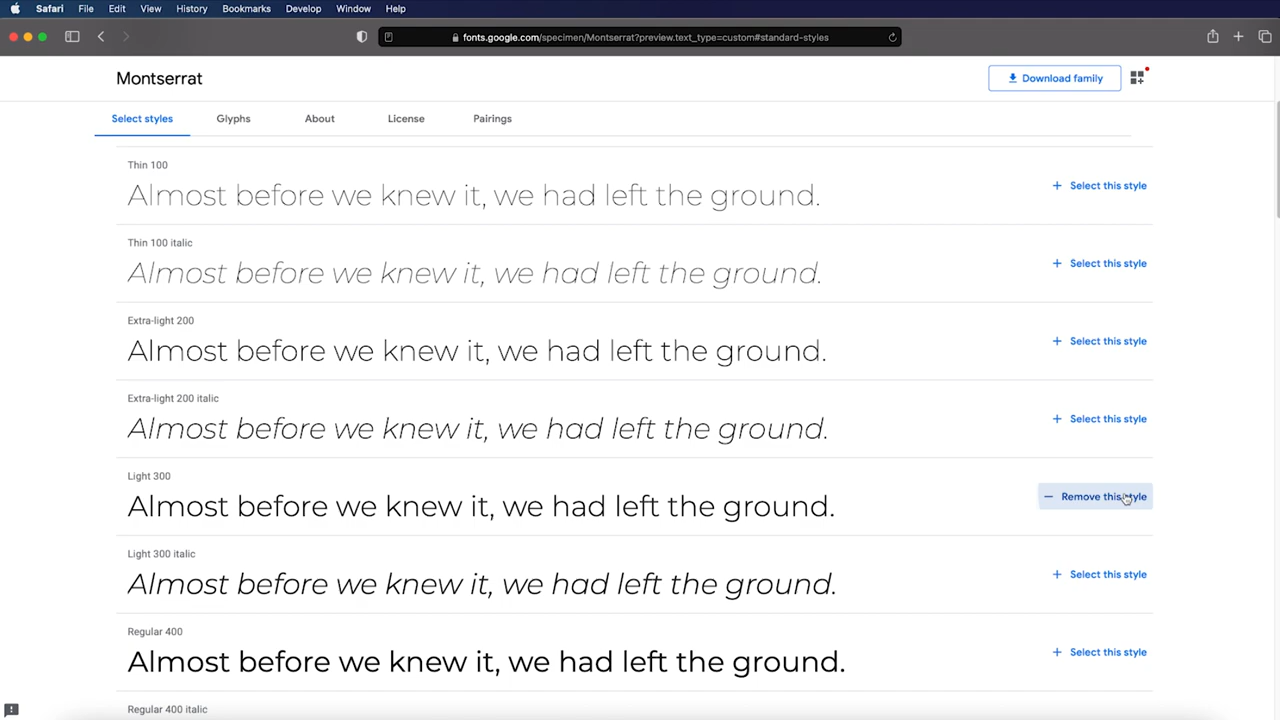 Safari File Edit View History Bookmarks Develop Window Help
fonts.google.com/specimen/Montserrat?preview.text_type=custom#standard-styles
Montserrat
Download family
Select styles Glyphs About License Pairings
Thin 100
Almost before we knew it, we had left the ground.
+ Select this style
Thin 100 italic
Almost before we knew it, we had left the ground.
+ Select this style
Extra-light 200
Almost before we knew it, we had left the ground.
+ Select this style
Extra-light 200 italic
Almost before we knew it, we had left the ground.
+ Select this style
Light 300
Almost before we knew it, we had left the ground.
− Remove this style
Light 300 italic
Almost before we knew it, we had left the ground.
+ Select this style
Regular 400
Almost before we knew it, we had left the ground.
+ Select this style
Regular 400 italic